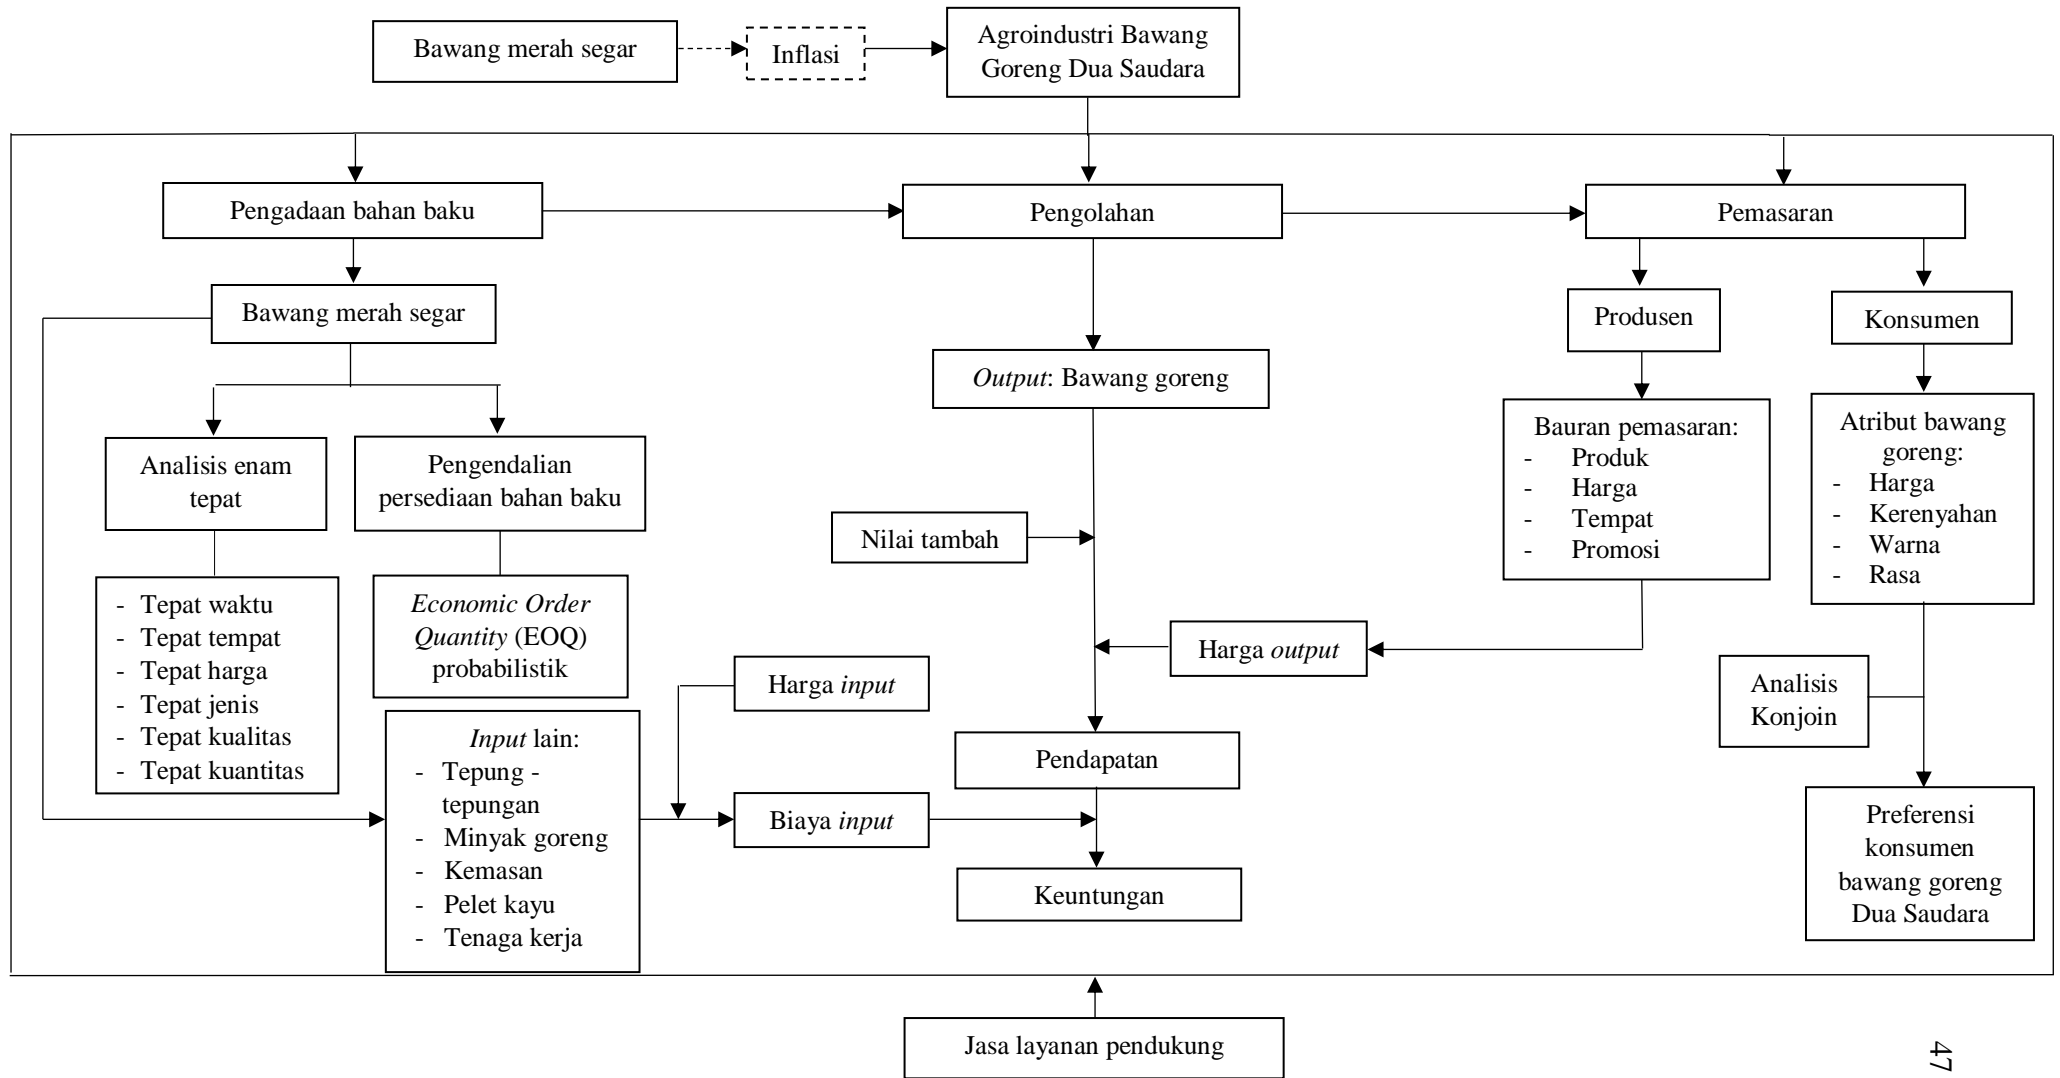 Bawang merah segar
Inflasi
Agroindustri Bawang
Goreng Dua Saudara
Pengadaan bahan baku
Pengolahan
Pemasaran
Bawang merah segar
Produsen
Konsumen
Output: Bawang goreng
Analisis enam
tepat
Pengendalian
persediaan bahan baku
Bauran pemasaran:
- Produk
- Harga
- Tempat
- Promosi
Atribut bawang
goreng:
- Harga
- Kerenyahan
- Warna
- Rasa
Nilai tambah
- Tepat waktu
- Tepat tempat
- Tepat harga
- Tepat jenis
- Tepat kualitas
- Tepat kuantitas
Economic Order
Quantity (EOQ)
probabilistik
Harga input
Harga output
Analisis
Konjoin
Input lain:
- Tepung -
tepungan
- Minyak goreng
- Kemasan
- Pelet kayu
- Tenaga kerja
Pendapatan
Biaya input
Keuntungan
Preferensi
konsumen
bawang goreng
Dua Saudara
Jasa layanan pendukung
47